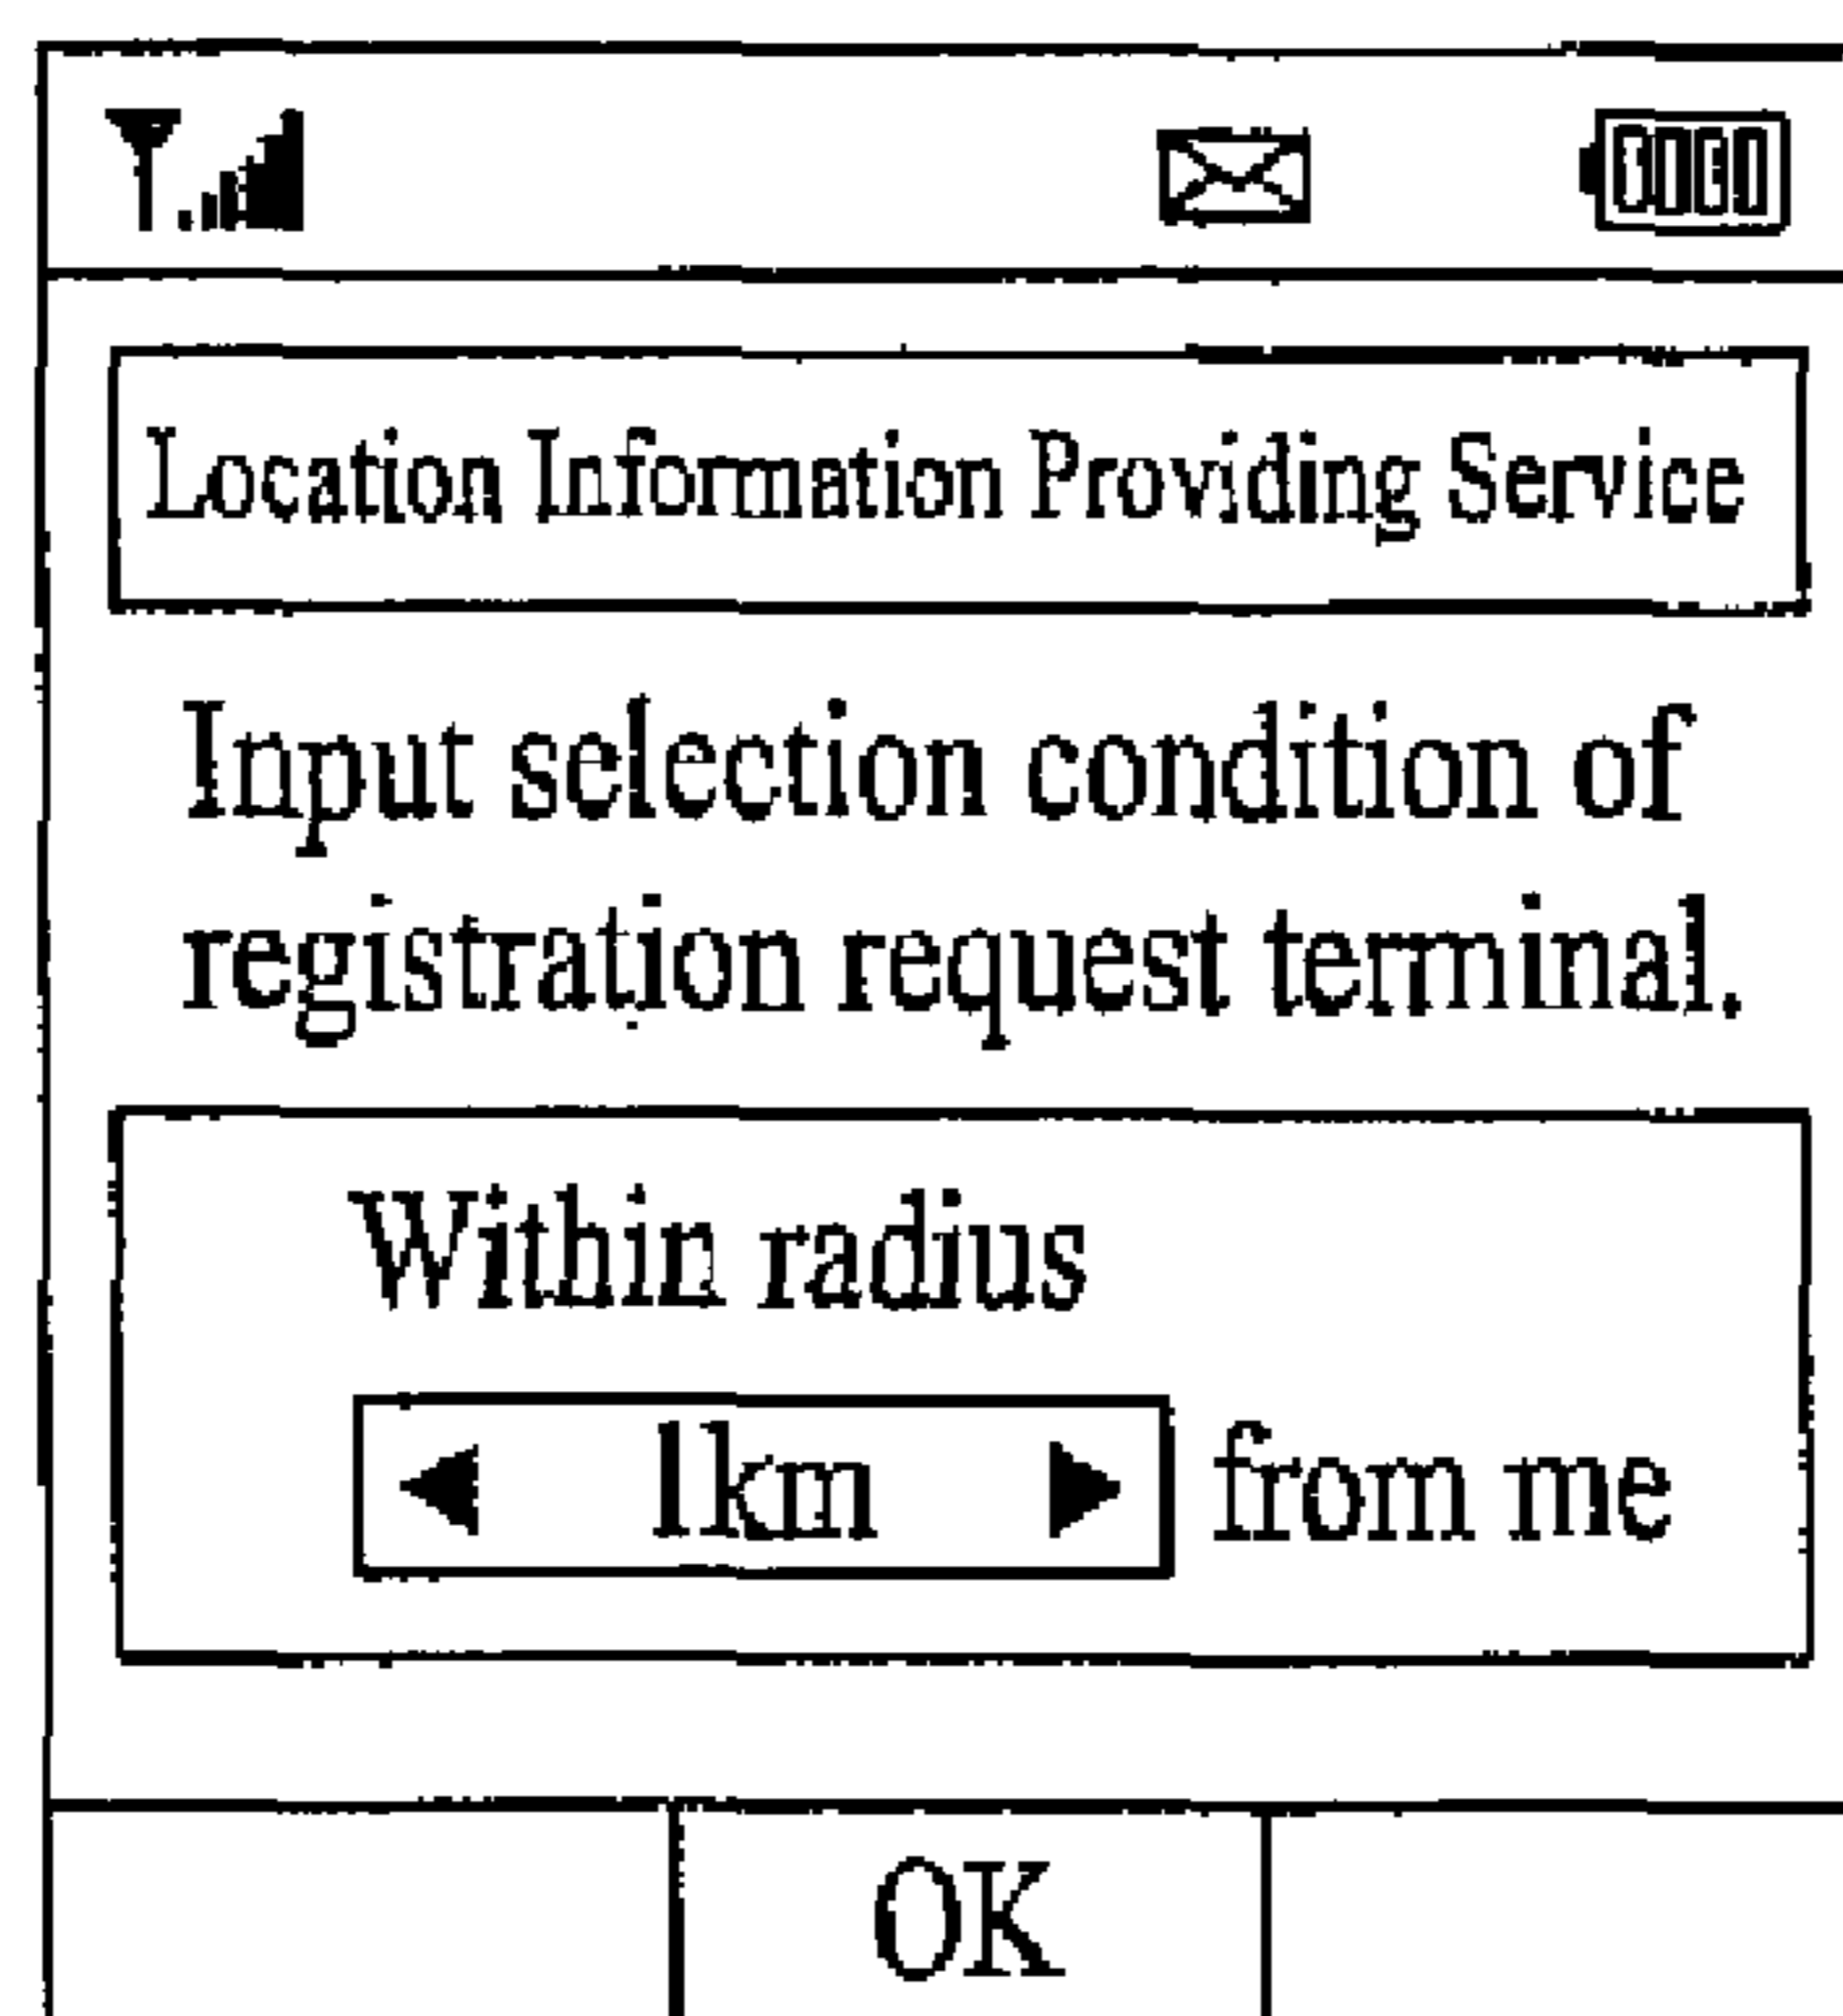 Location Information Providing Service
Input selection condition of
registration request terminal.
Within radius
1km from me
OK